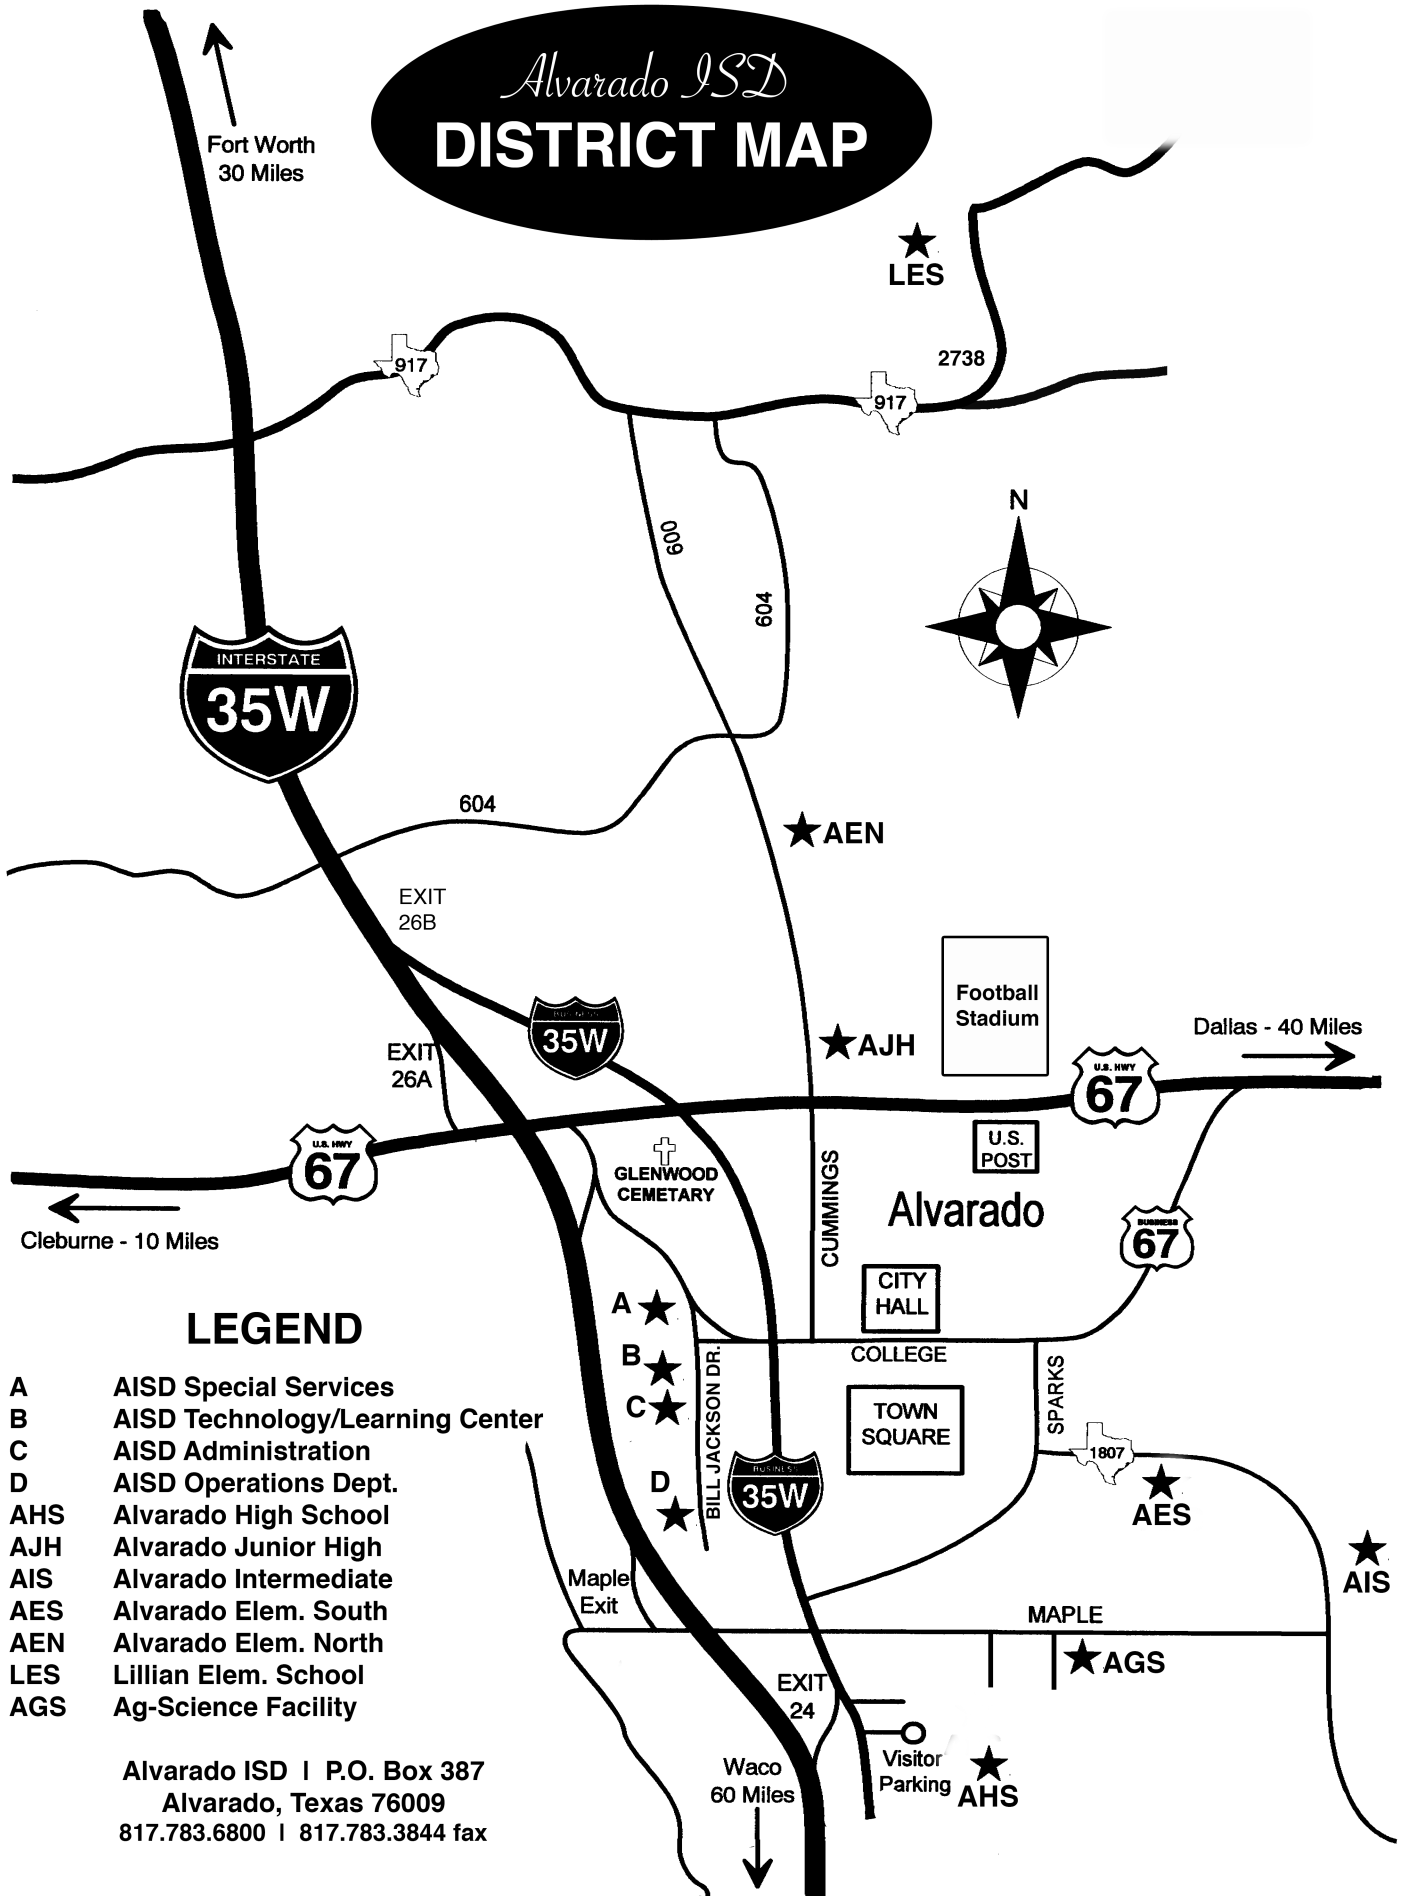 Alvarado ISD
DISTRICT MAP
Fort Worth
30 Miles
LES
917
2738
917
N
600
604
INTERSTATE
35W
604
AEN
EXIT
26B
Football
Stadium
BUSINESS
35W
Dallas - 40 Miles
AJH
EXIT
26A
U.S. HWY
67
U.S. HWY
67
U.S.
POST
GLENWOOD
CEMETARY
CUMMINGS
Alvarado
BUSINESS
67
Cleburne - 10 Miles
CITY
HALL
A
B
C
D
BILL JACKSON DR.
COLLEGE
SPARKS
TOWN
SQUARE
1807
BUSINESS
35W
AES
AIS
LEGEND
A AISD Special Services
B AISD Technology/Learning Center
C AISD Administration
D AISD Operations Dept.
AHS Alvarado High School
AJH Alvarado Junior High
AIS Alvarado Intermediate
AES Alvarado Elem. South
AEN Alvarado Elem. North
LES Lillian Elem. School
AGS Ag-Science Facility
Maple
Exit
MAPLE
AGS
EXIT
24
Visitor
Parking
AHS
Waco
60 Miles
Alvarado ISD | P.O. Box 387
Alvarado, Texas 76009
817.783.6800 | 817.783.3844 fax